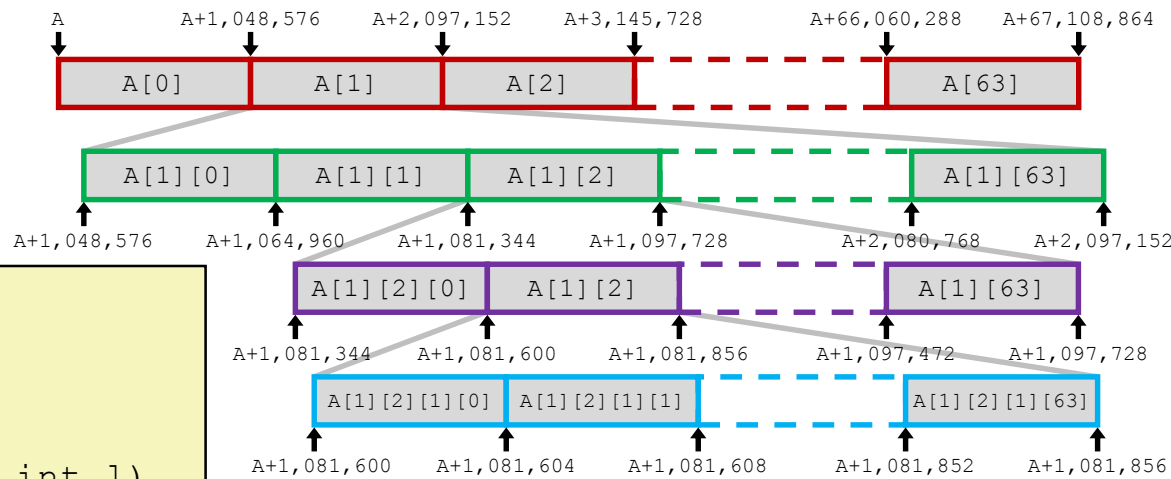 A A+1,048,576 A+2,097,152 A+3,145,728 A+66,060,288 A+67,108,864
A[0] A[1] A[2] A[63]
A[1][0] A[1][1] A[1][2] A[1][63]
A+1,048,576 A+1,064,960 A+1,081,344 A+1,097,728 A+2,080,768 A+2,097,152
A[1][2][0] A[1][2] A[1][63]
A+1,081,344 A+1,081,600 A+1,081,856 A+1,097,472 A+1,097,728
A[1][2][1][0] A[1][2][1][1] A[1][2][1][63]
A+1,081,600 A+1,081,604 A+1,081,608 A+1,081,852 A+1,081,856
int l)